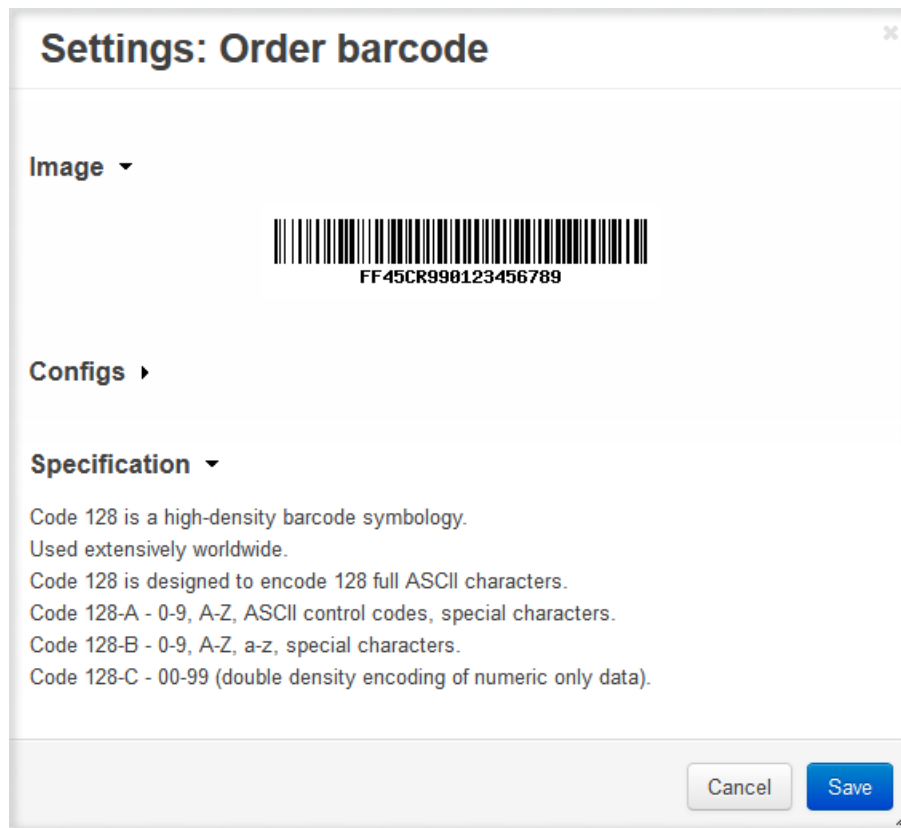 Settings: Order barcode
Image
FF45CR990123456789
Configs
Specification
Code 128 is a high-density barcode symbology.
Used extensively worldwide.
Code 128 is designed to encode 128 full ASCII characters.
Code 128-A - 0-9, A-Z, ASCII control codes, special characters.
Code 128-B - 0-9, A-Z, a-z, special characters.
Code 128-C - 00-99 (double density encoding of numeric only data).
Cancel Save